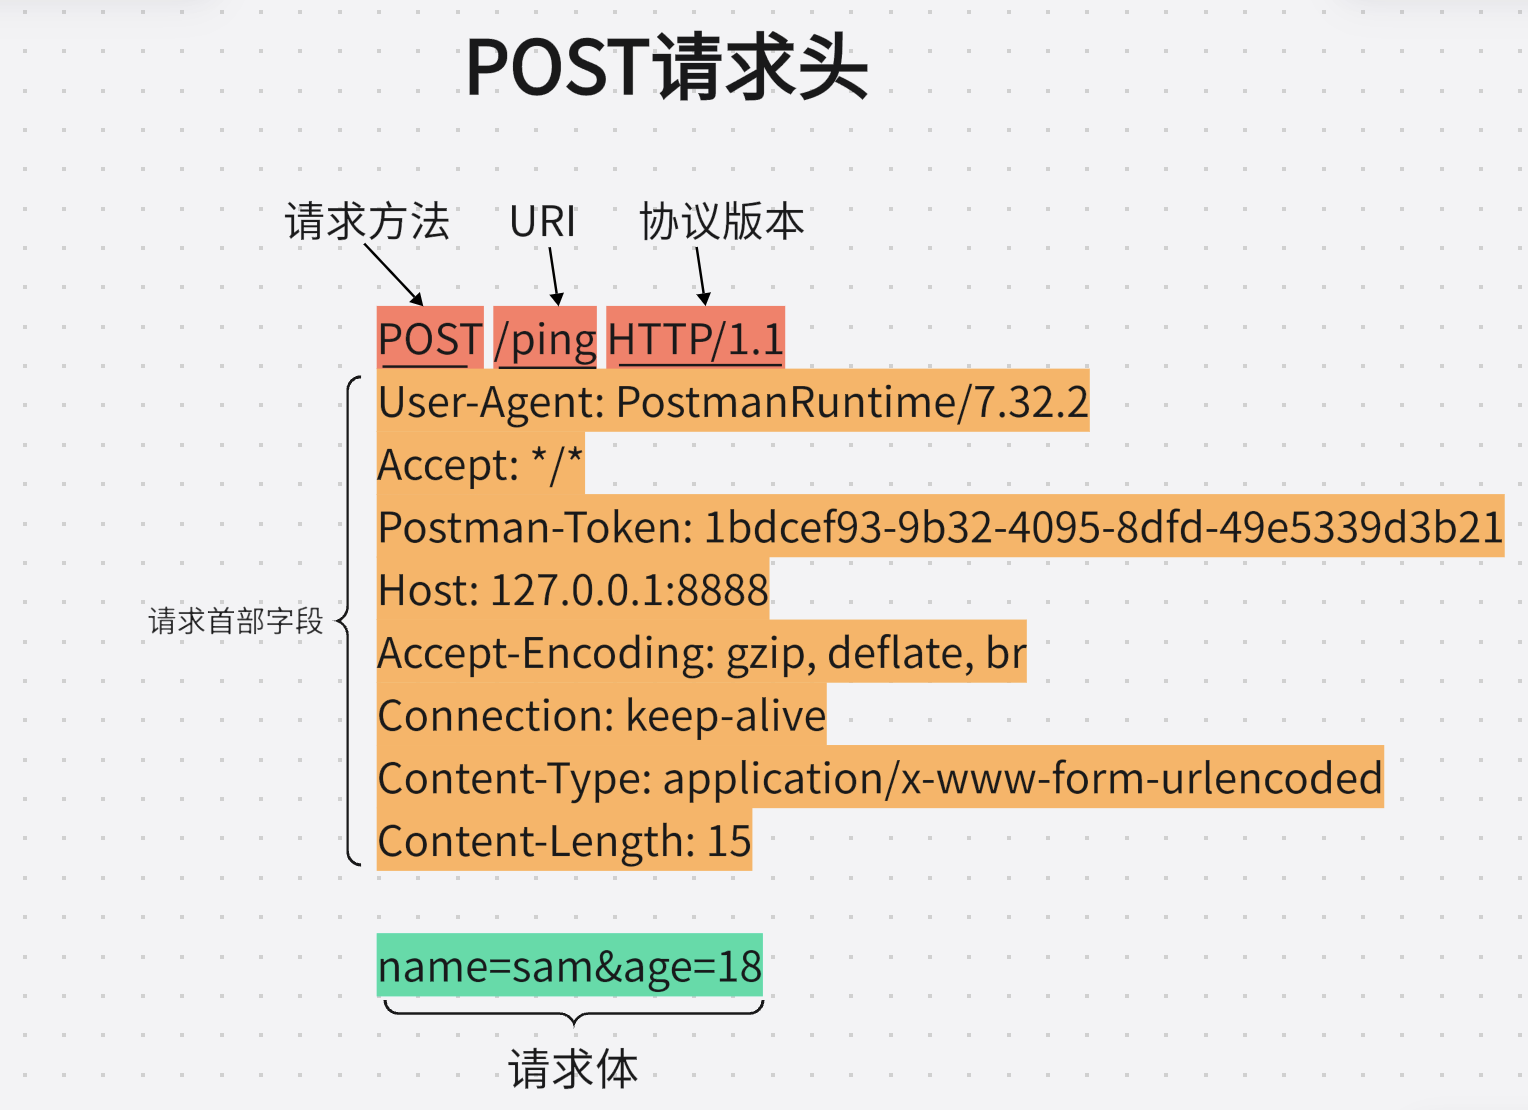 POST请求头
请求方法 URI 协议版本
POST /ping HTTP/1.1
User-Agent: PostmanRuntime/7.32.2
Accept: */*
Postman-Token: 1bdcef93-9b32-4095-8dfd-49e5339d3b21
Host: 127.0.0.1:8888
请求首部字段
Accept-Encoding: gzip, deflate, br
Connection: keep-alive
Content-Type: application/x-www-form-urlencoded
Content-Length: 15
name=sam&age=18
请求体